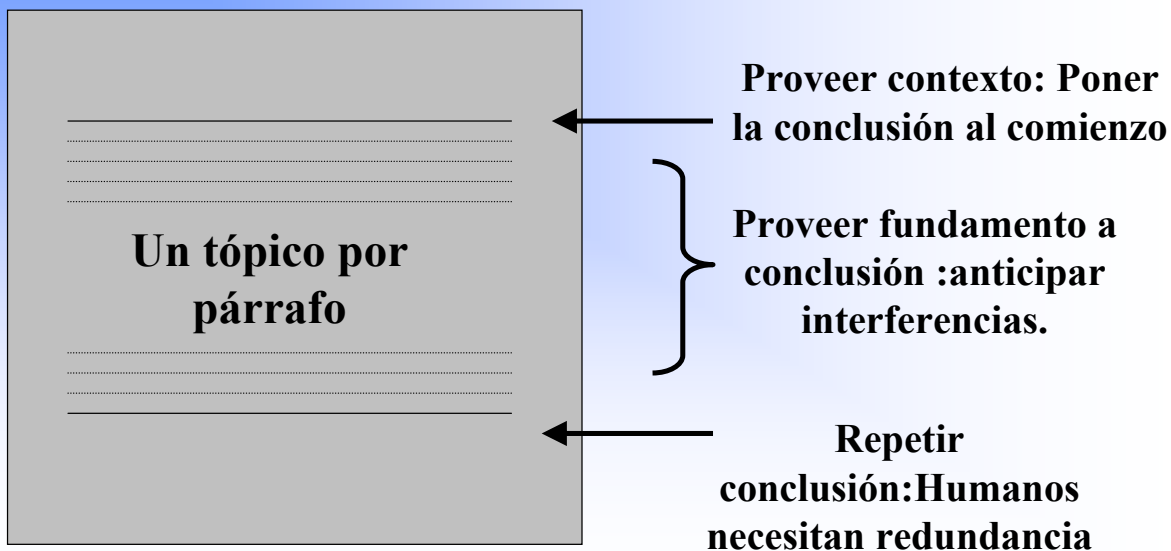 Proveer contexto: Poner
la conclusión al comienzo
Un tópico por
párrafo
Proveer fundamento a
conclusión :anticipar
interferencias.
Repetir
conclusión:Humanos
necesitan redundancia